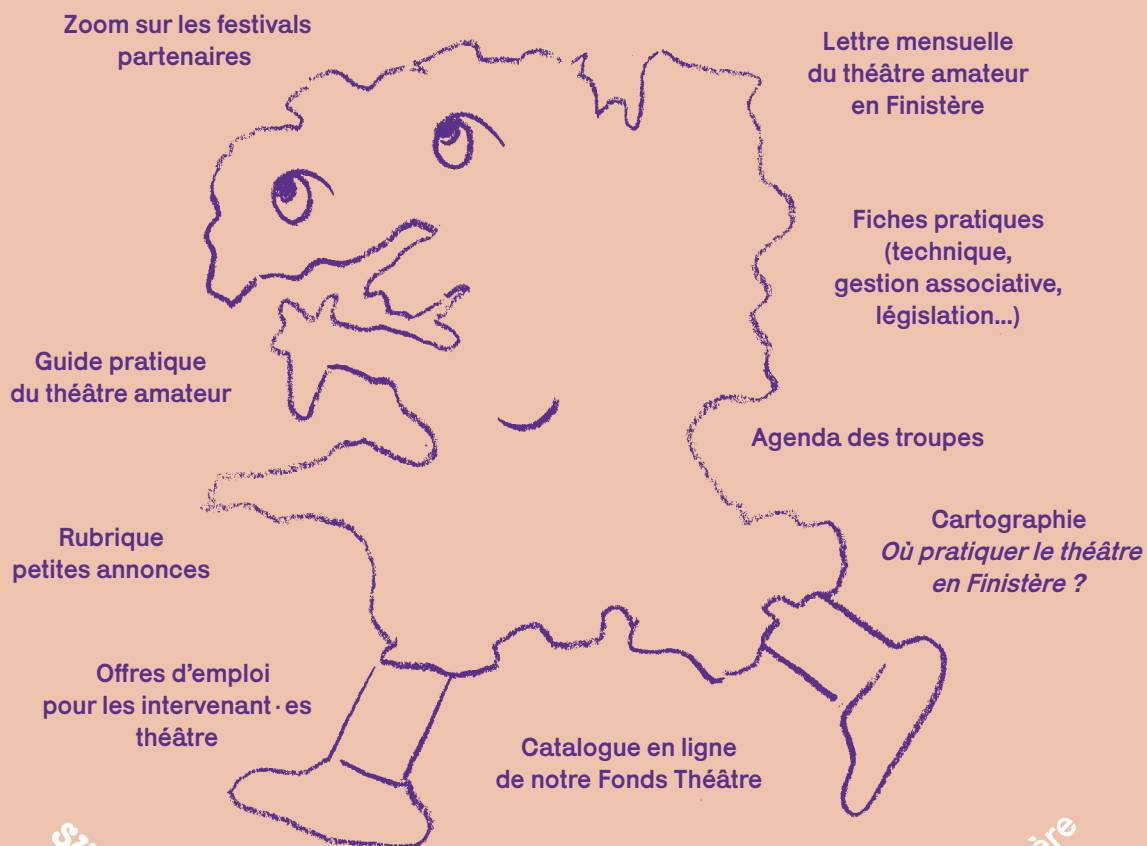 Zoom sur les festivals
partenaires
Lettre mensuelle
du théâtre amateur
en Finistère
Fiches pratiques
(technique,
gestion associative,
législation...)
Guide pratique
du théâtre amateur
Agenda des troupes
Rubrique
petites annonces
Cartographie
Où pratiquer le théâtre
en Finistère ?
Offres d'emploi
pour les intervenant·es
théâtre
Catalogue en ligne
de notre Fonds Théâtre